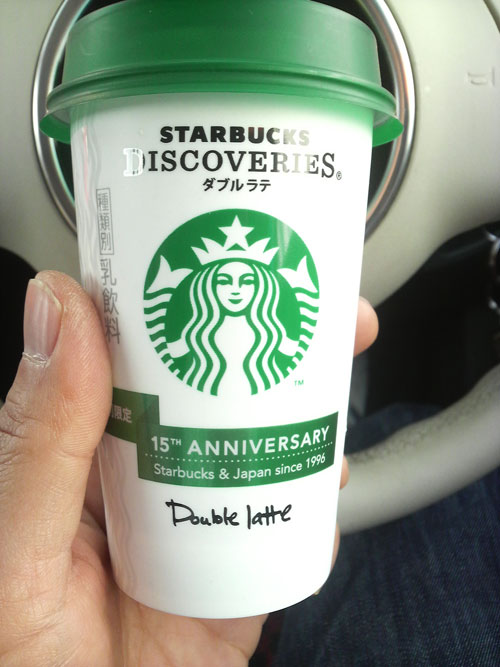 STARBUCKS
DISCOVERIES®
ダブルラテ
種類別 乳飲料
TM
限定
15TH ANNIVERSARY
Starbucks & Japan since 1996
Double latte